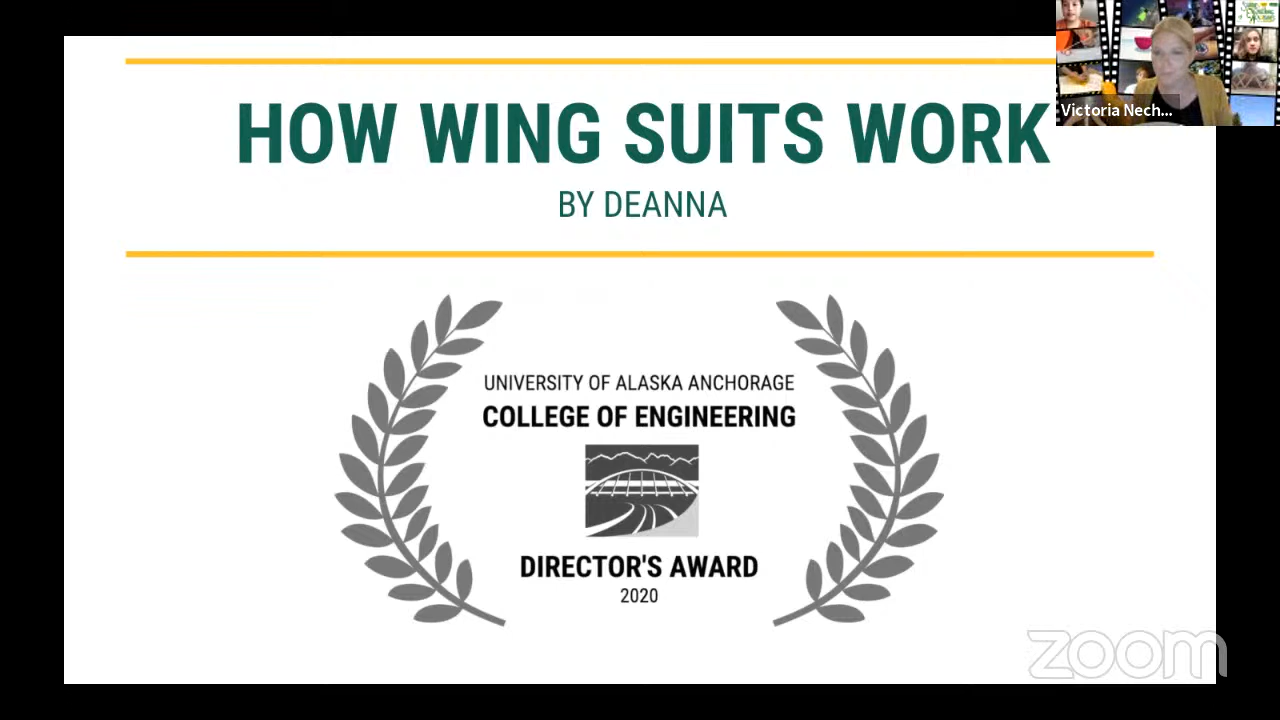 HOW WING SUITS WORK
BY DEANNA
Victoria Nech...
UNIVERSITY OF ALASKA ANCHORAGE
COLLEGE OF ENGINEERING
DIRECTOR'S AWARD
2020
zoom